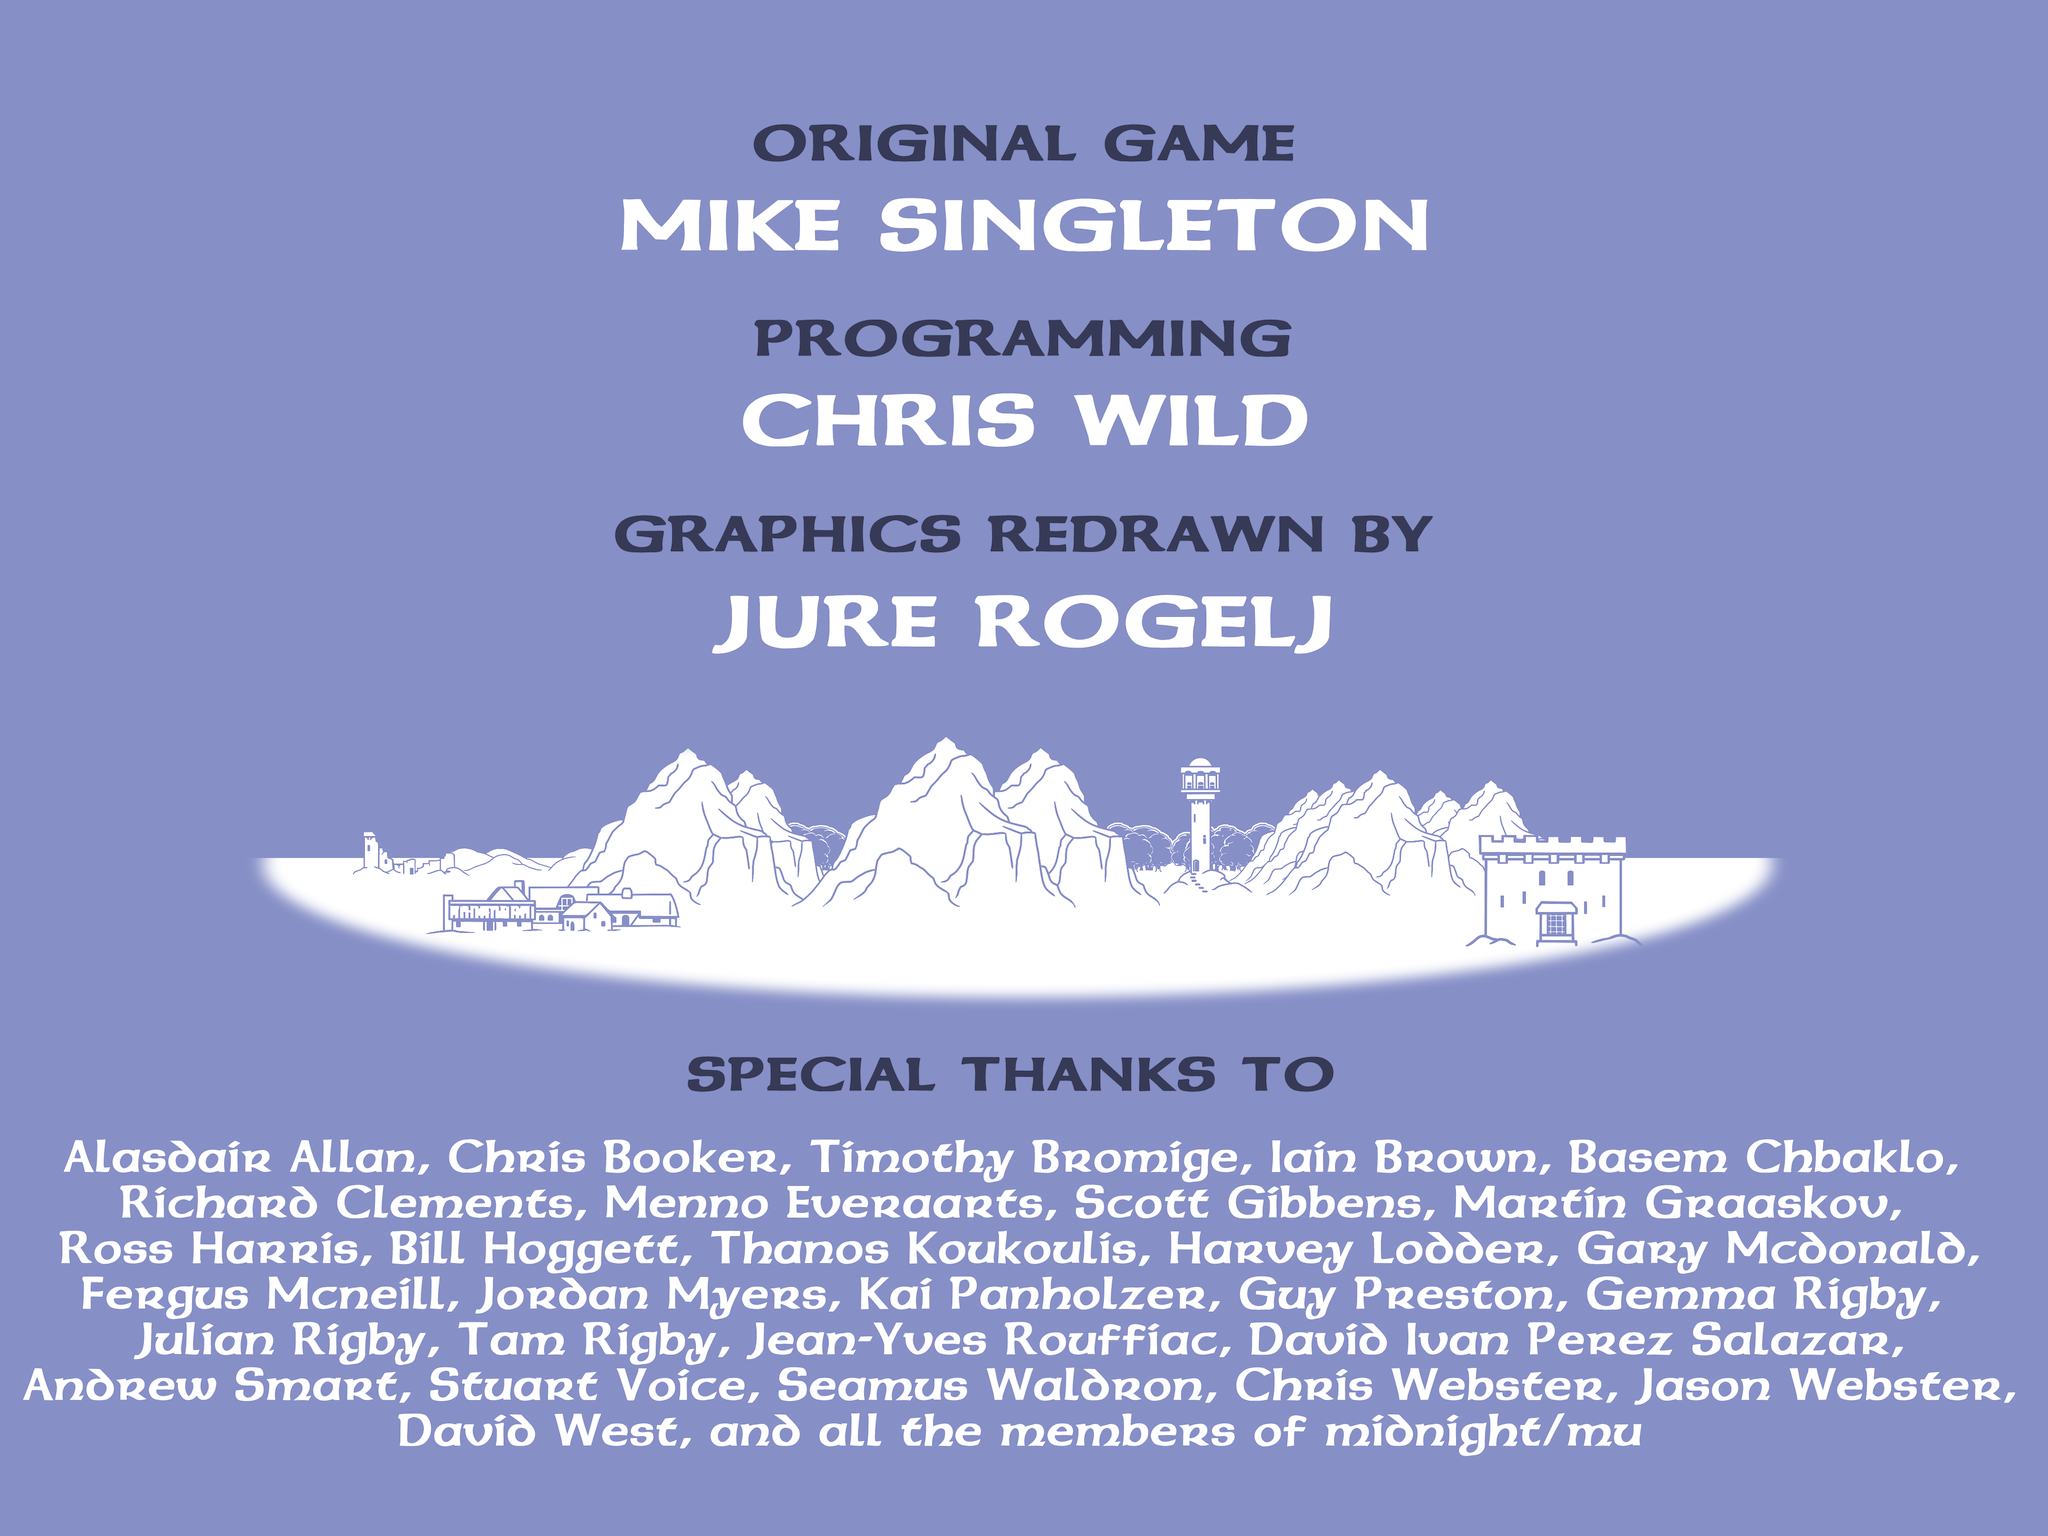 ORIGINAL GAME
MIKE SINGLETON
PROGRAMMING
CHRIS WILD
GRAPHICS REDRAWN BY
JURE ROGELJ
SPECIAL THANKS TO
Alasdair Allan, Chris Booker, Timothy Bromige, Iain Brown, Basem Chbaklo,
Richard Clements, Menno Everaarts, Scott Gibbens, Martin Graaskov,
Ross Harris, Bill Hoggett, Thanos Koukoulis, Harvey Lodder, Gary Mcdonald,
Fergus Mcneill, Jordan Myers, Kai Panholzer, Guy Preston, Gemma Rigby,
Julian Rigby, Tam Rigby, Jean-Yves Rouffiac, David Ivan Perez Salazar,
Andrew Smart, Stuart Voice, Seamus Waldron, Chris Webster, Jason Webster,
David West, and all the members of midnight/mu